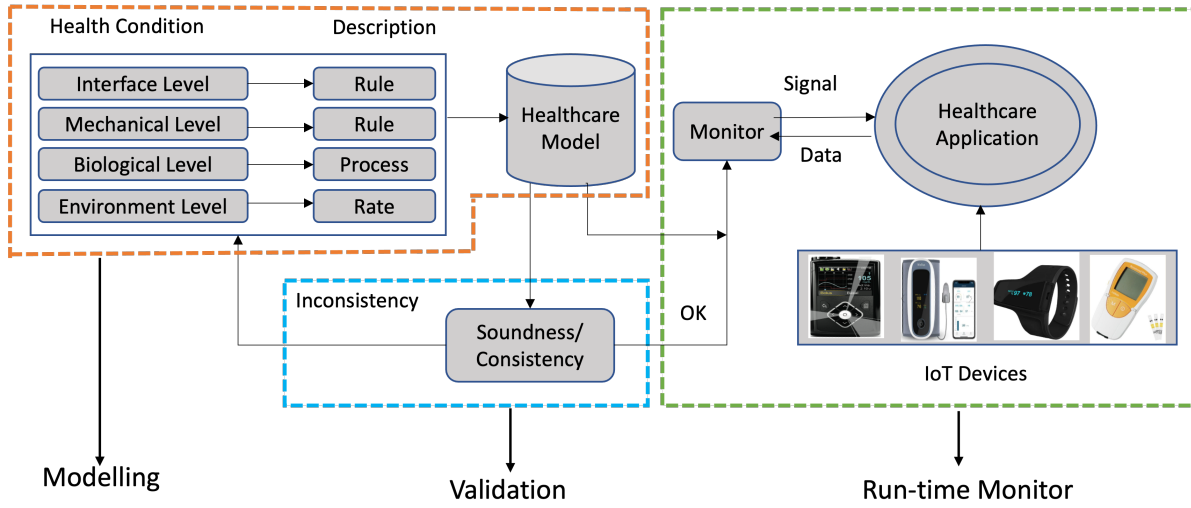 Health Condition
Description
Interface Level
Rule
Mechanical Level
Rule
Biological Level
Process
Environment Level
Rate
Healthcare
Model
Inconsistency
Soundness/
Consistency
OK
Monitor
Signal
Data
Healthcare
Application
IoT Devices
Modelling
Validation
Run-time Monitor